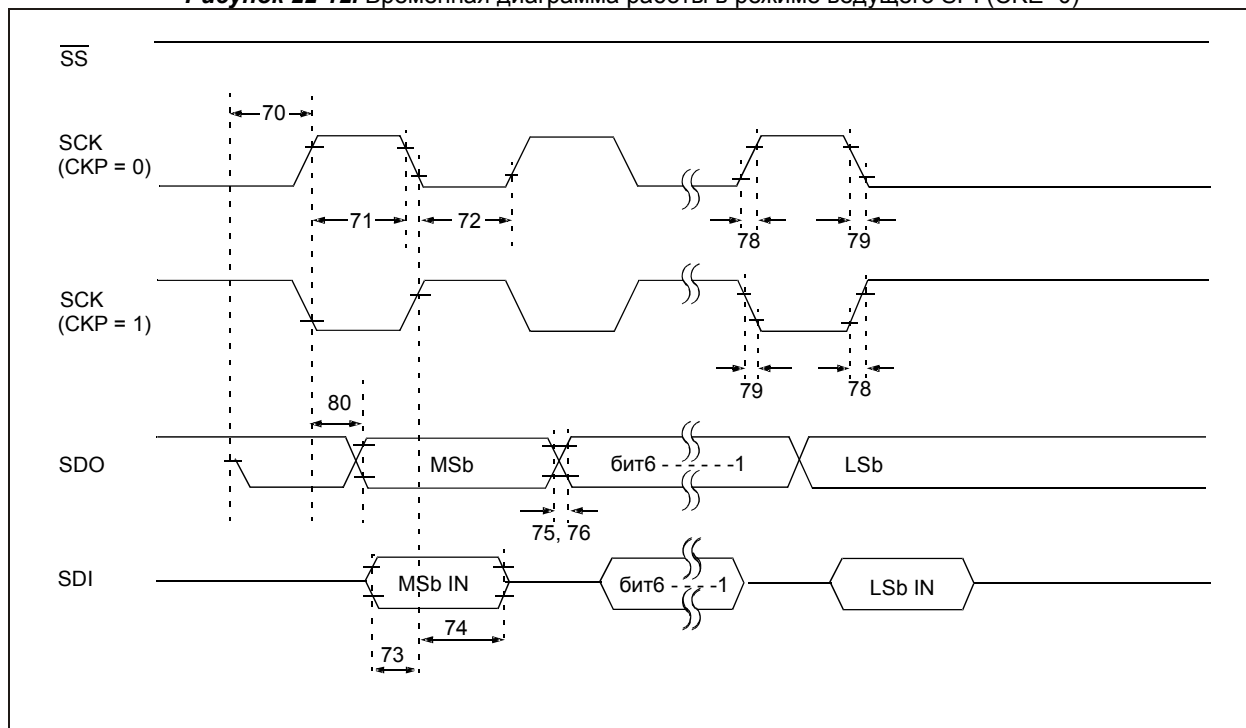 Рисунок 22-12. Временная диаграмма работы в режиме ведущего SPI (CKE=0)
SS
70
SCK
(CKP = 0)
71
72
78
79
SCK
(CKP = 1)
79
78
80
SDO
MSb
бит6 - - - - - - -1
LSb
75, 76
SDI
MSb IN
бит6 - - - - -1
LSb IN
74
73